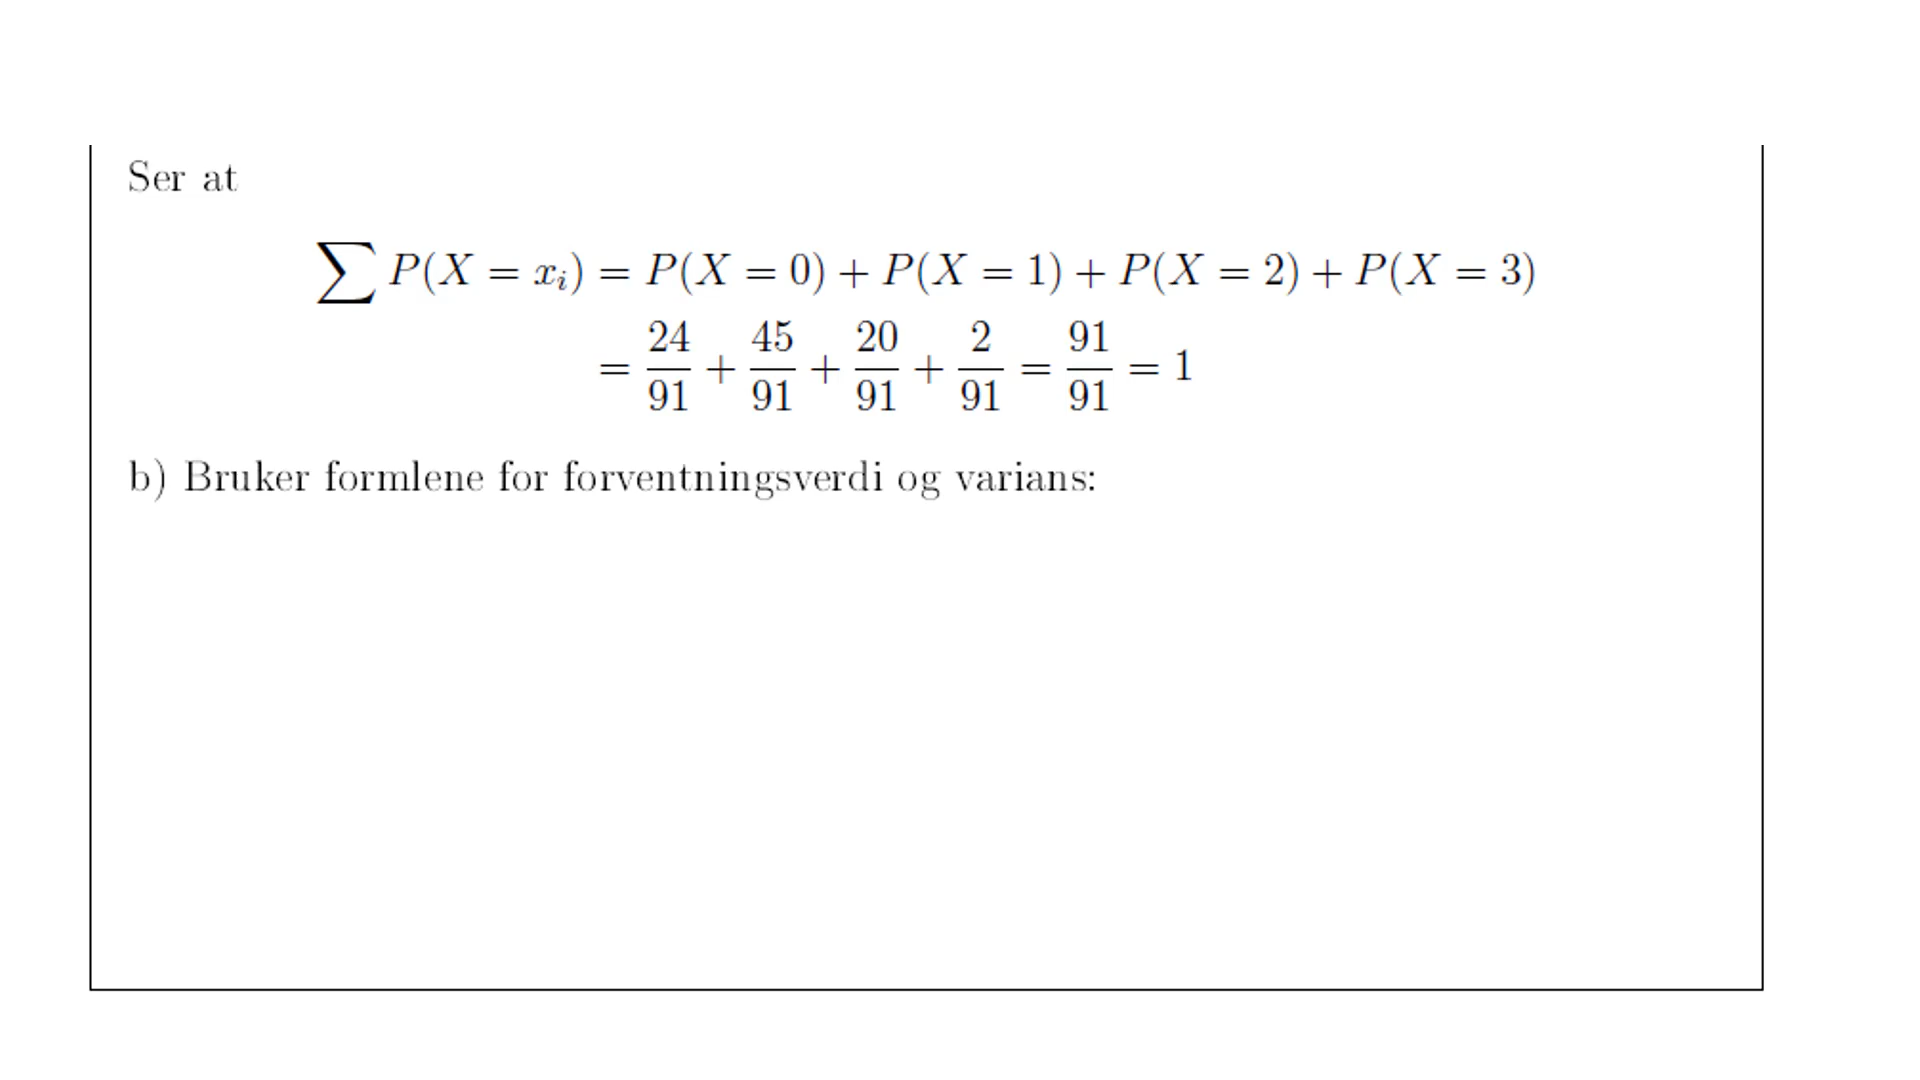 Ser at
∑ P(X = xᵢ) = P(X = 0) + P(X = 1) + P(X = 2) + P(X = 3)
= 24/91 + 45/91 + 20/91 + 2/91 = 91/91 = 1
b) Bruker formlene for forventningsverdi og varians: